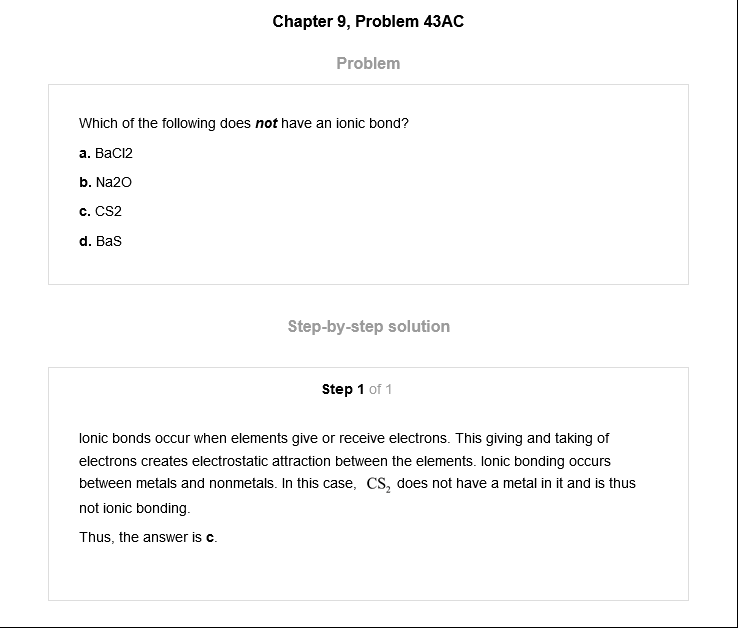 Chapter 9, Problem 43AC
Problem
Which of the following does not have an ionic bond?
a. BaCl2
b. Na2O
c. CS2
d. BaS
Step-by-step solution
Step 1 of 1
Ionic bonds occur when elements give or receive electrons. This giving and taking of
electrons creates electrostatic attraction between the elements. Ionic bonding occurs
between metals and nonmetals. In this case, CS₂ does not have a metal in it and is thus
not ionic bonding.
Thus, the answer is c.